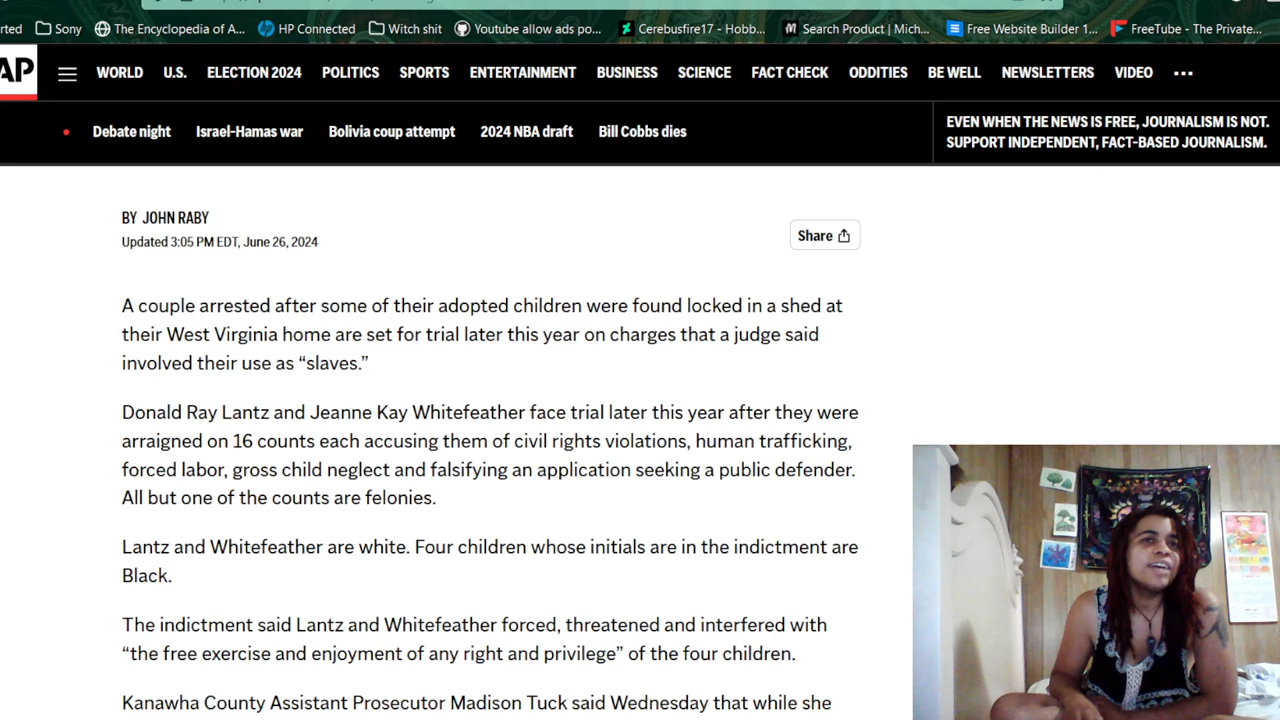 rted Sony The Encyclopedia of A... HP Connected Witch shit Youtube allow ads po... Cerebusfire17 - Hobb... Search Product | Mich... Free Website Builder 1... FreeTube - The Private...
AP WORLD U.S. ELECTION 2024 POLITICS SPORTS ENTERTAINMENT BUSINESS SCIENCE FACT CHECK ODDITIES BE WELL NEWSLETTERS VIDEO ...
Debate night Israel-Hamas war Bolivia coup attempt 2024 NBA draft Bill Cobbs dies
EVEN WHEN THE NEWS IS FREE, JOURNALISM IS NOT.
SUPPORT INDEPENDENT, FACT-BASED JOURNALISM.
BY JOHN RABY
Updated 3:05 PM EDT, June 26, 2024
Share
A couple arrested after some of their adopted children were found locked in a shed at
their West Virginia home are set for trial later this year on charges that a judge said
involved their use as “slaves.”
Donald Ray Lantz and Jeanne Kay Whitefeather face trial later this year after they were
arraigned on 16 counts each accusing them of civil rights violations, human trafficking,
forced labor, gross child neglect and falsifying an application seeking a public defender.
All but one of the counts are felonies.
Lantz and Whitefeather are white. Four children whose initials are in the indictment are
Black.
The indictment said Lantz and Whitefeather forced, threatened and interfered with
“the free exercise and enjoyment of any right and privilege” of the four children.
Kanawha County Assistant Prosecutor Madison Tuck said Wednesday that while she